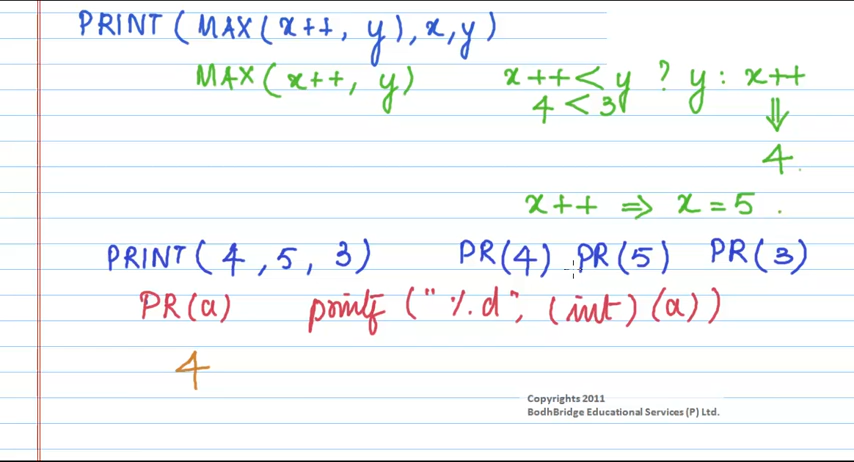 PRINT(MAX(x++, y), x, y)
MAX(x++, y) x++ < y ? y : x++
4 < 3 ⇓
4.
x++ ⇒ x = 5 .
PRINT(4, 5, 3) PR(4) PR(5) PR(3)
PR(a) printf("%d", (int)(a))
4
Copyrights 2011
BodhBridge Educational Services (P) Ltd.